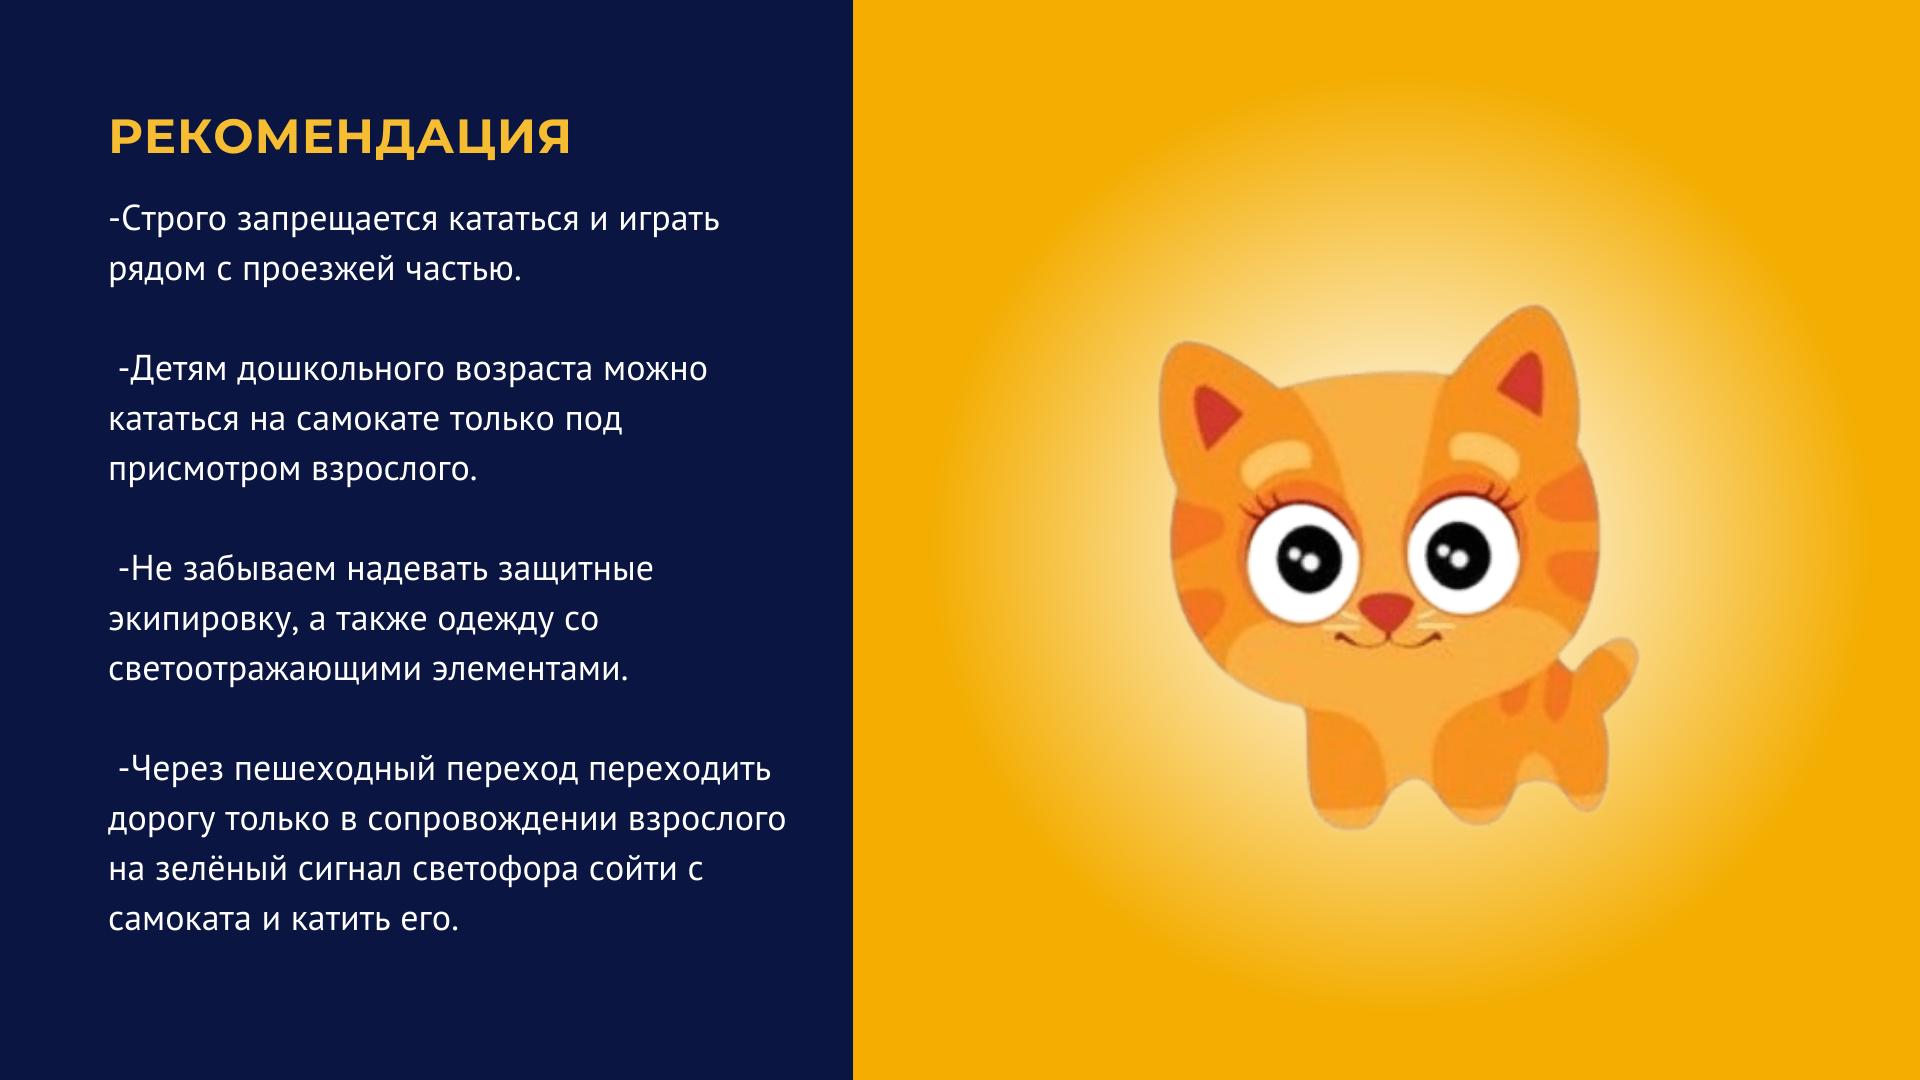 РЕКОМЕНДАЦИЯ
-Строго запрещается кататься и играть
рядом с проезжей частью.
-Детям дошкольного возраста можно
кататься на самокате только под
присмотром взрослого.
-Не забываем надевать защитные
экипировку, а также одежду со
светоотражающими элементами.
-Через пешеходный переход переходить
дорогу только в сопровождении взрослого
на зелёный сигнал светофора сойти с
самоката и катить его.